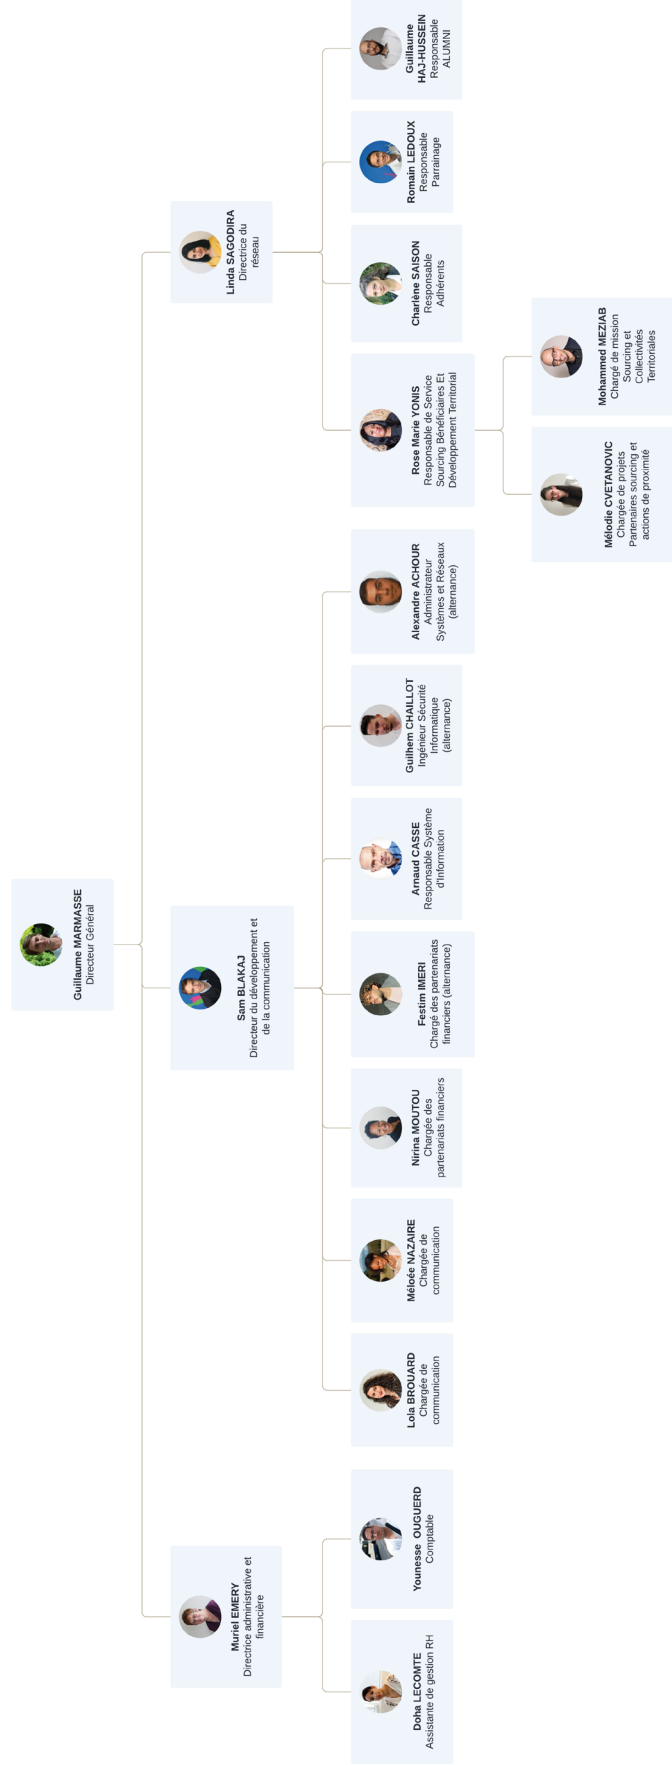 Guillaume MARMASSE
Directeur Général
Muriel EMERY
Directrice administrative et
financière
Sam BLAKAJ
Directeur du développement et
de la communication
Linda SAGODIRA
Directrice du
réseau
Doha LECOMTE
Assistante de gestion RH
Younesse OUGUERD
Comptable
Lola BROUARD
Chargée de
communication
Méloée NAZAIRE
Chargée de
communication
Nirina MOUTOU
Chargée des
partenariats financiers
Festim IMERI
Chargé des partenariats
financiers (alternance)
Arnaud CASSE
Responsable Système
d'Information
Guilhem CHAILLOT
Ingénieur Sécurité
Informatique
(alternance)
Alexandre ACHOUR
Administrateur
Systèmes et Réseaux
(alternance)
Rose Marie YONIS
Responsable de Service
Sourcing Bénéficiaires Et
Développement Territorial
Charlène SAISON
Responsable
Adhérents
Romain LEDOUX
Responsable
Parrainage
Guillaume
HAJ-HUSSEIN
Responsable
ALUMNI
Mélodie CVETANOVIC
Chargée de projets
Partenaires sourcing et
actions de proximité
Mohammed MEZIAB
Chargé de mission
Sourcing et
Collectivités
Territoriales